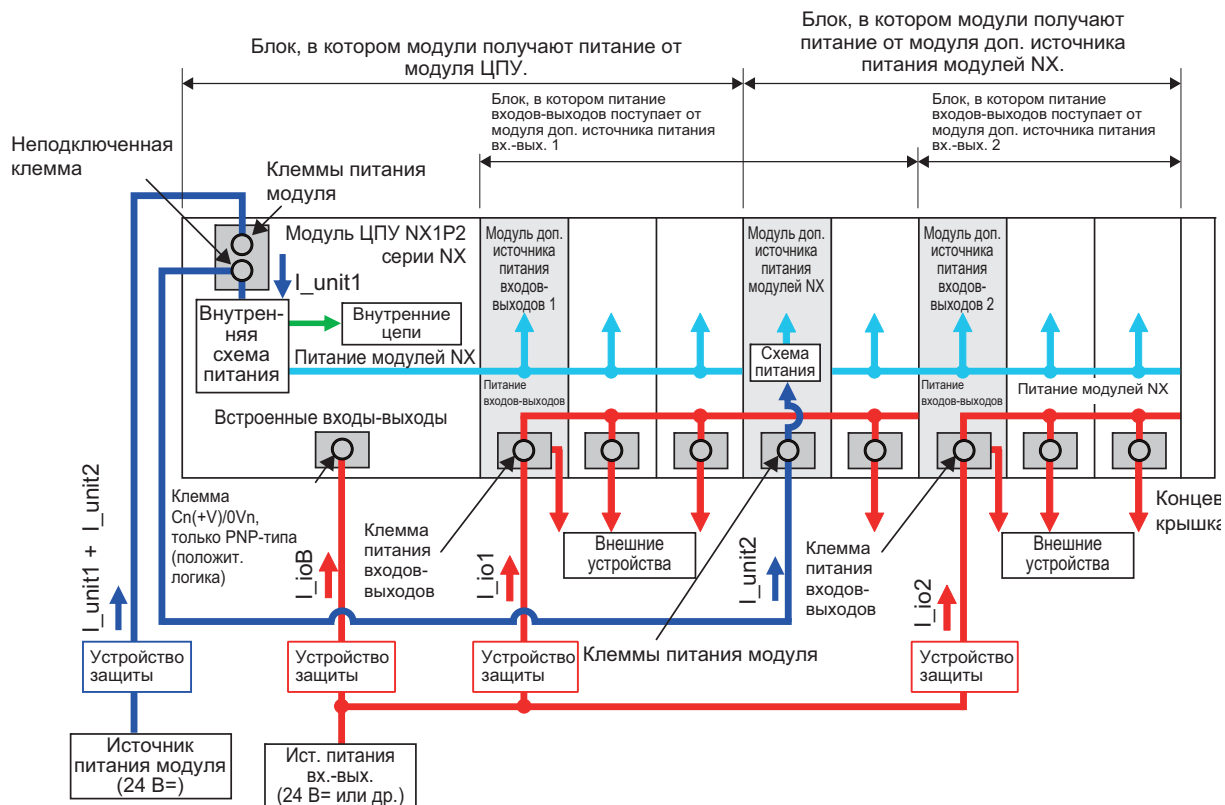 Блок, в котором модули получают питание от
модуля ЦПУ.
Блок, в котором модули получают
питание от модуля доп. источника
питания модулей NX.
Блок, в котором питание
входов-выходов поступает от
модуля доп. источника питания
вх.-вых. 1
Блок, в котором питание
входов-выходов поступает от
модуля доп. источника питания
вх.-вых. 2
Неподключенная
клемма
Клеммы питания
модуля
Модуль ЦПУ NX1P2
серии NX
I_unit1
Внутрен-
няя
схема
питания
Внутренние
цепи
Питание модулей NX
Модуль доп.
источника
питания
входов-
выходов 1
Модуль доп.
источника
питания
модулей NX
Модуль доп.
источника
питания
входов-
выходов 2
Схема
питания
Питание
входов-выходов
Питание
входов-выходов
Питание модулей NX
Встроенные входы-выходы
Клемма
Cn(+V)/0Vn,
только PNP-типа
(положит.
логика)
Клемма
питания
входов-
выходов
Внешние
устройства
Клемма
питания
входов-
выходов
Внешние
устройства
Концев
крышка
I_unit1 + I_unit2
I_ioB
I_io1
I_unit2
I_io2
Клеммы питания модуля
Устройство
защиты
Устройство
защиты
Устройство
защиты
Устройство
защиты
Источник
питания модуля
(24 В=)
Ист. питания
вх.-вых.
(24 В= или др.)